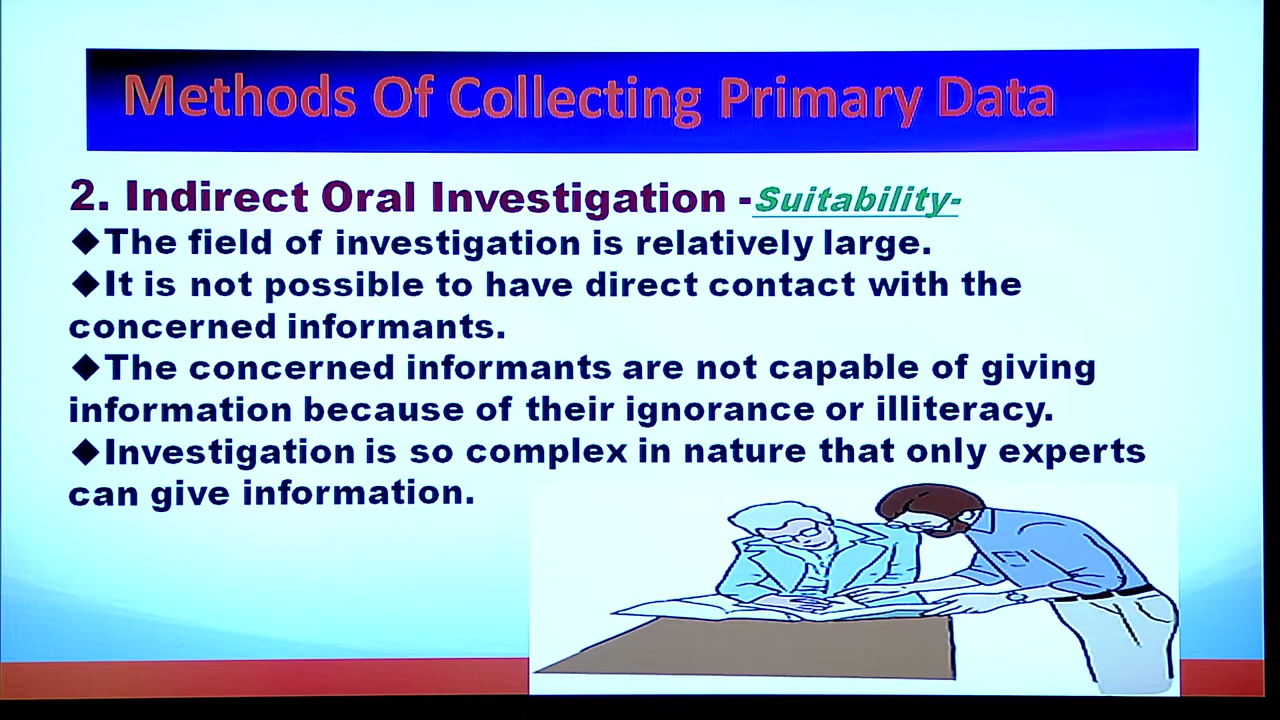 Methods Of Collecting Primary Data
2. Indirect Oral Investigation -Suitability-
◆The field of investigation is relatively large.
◆It is not possible to have direct contact with the
concerned informants.
◆The concerned informants are not capable of giving
information because of their ignorance or illiteracy.
◆Investigation is so complex in nature that only experts
can give information.